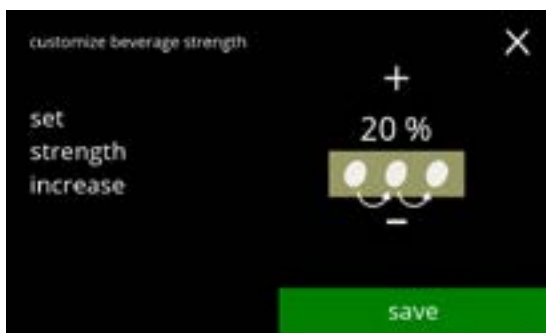 customize beverage strength
X
+
set
strength
increase
20 %
–
save